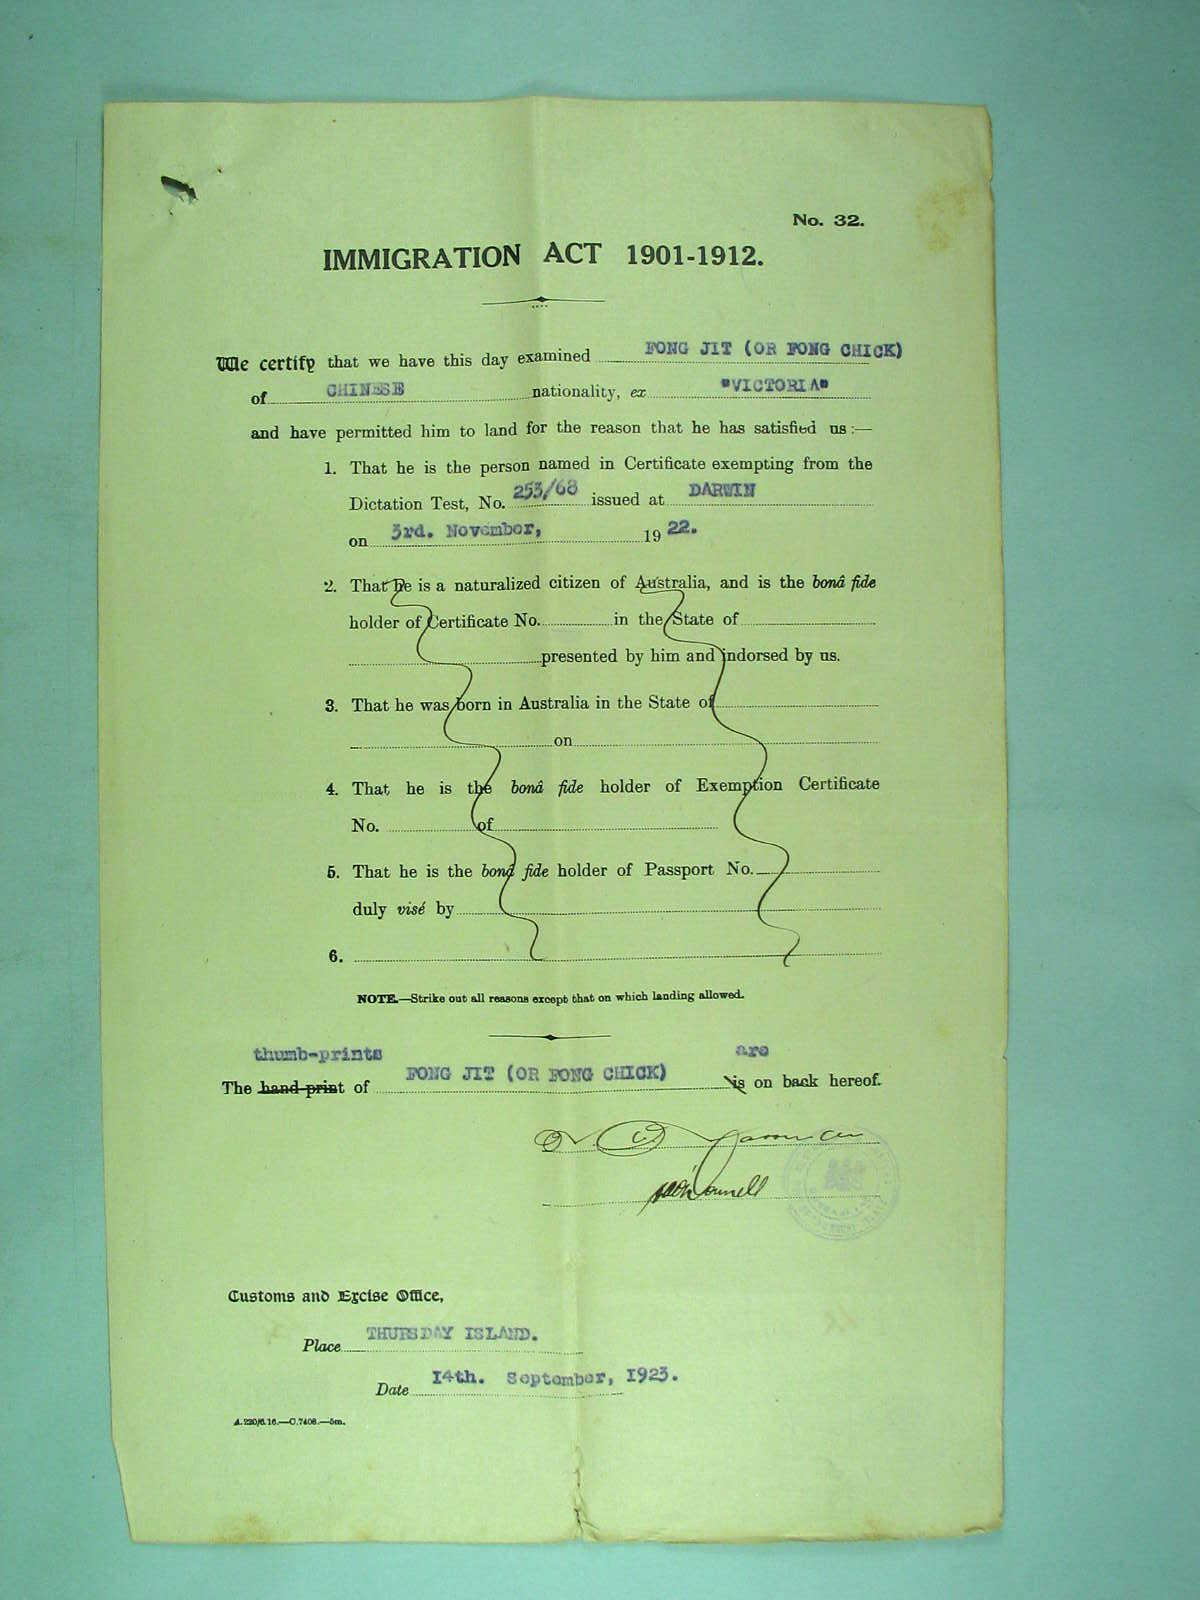 No. 32.
IMMIGRATION ACT 1901-1912.
We certify that we have this day examined FONG JIT (OR FONG CHICK)
of CHINESE nationality, ex "VICTORIA"
and have permitted him to land for the reason that he has satisfied us:—
1. That he is the person named in Certificate exempting from the
Dictation Test, No. 253/68 issued at DARWIN
on 3rd. November, 1922.
2. That he is a naturalized citizen of Australia, and is the bonâ fide
holder of Certificate No. in the State of
presented by him and indorsed by us.
3. That he was born in Australia in the State of
on
4. That he is the bonâ fide holder of Exemption Certificate
No. of
5. That he is the bonâ fide holder of Passport No.
duly visé by
6.
NOTE.—Strike out all reasons except that on which landing allowed.
thumb-prints are
The hand-print of FONG JIT (OR FONG CHICK) is on back hereof.
Customs and Excise Office,
Place THURSDAY ISLAND.
Date 14th. September, 1923.
A.220/6.16.—C.7408.—5m.